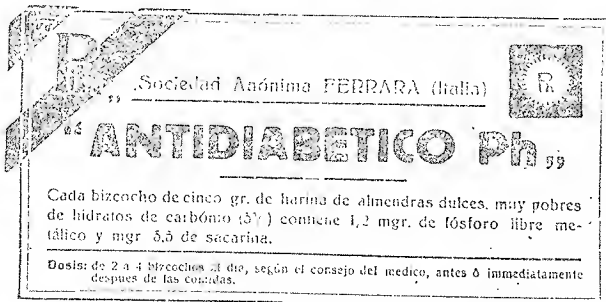 R
R
„ Sociedad Anónima FERRARA (Italia)
“ANTIDIABETICO Ph„
Cada bizcocho de cinco gr. de harina de almendras dulces, muy pobres
de hidratos de carbónio contiene 1,2 mgr. de fósforo libre me-
tálico y mgr 5,5 de sacarina.
Dosis: de 2 a 4 bizcochos al dia, según el consejo del medico, antes ó immediatamente
despues de las comidas.